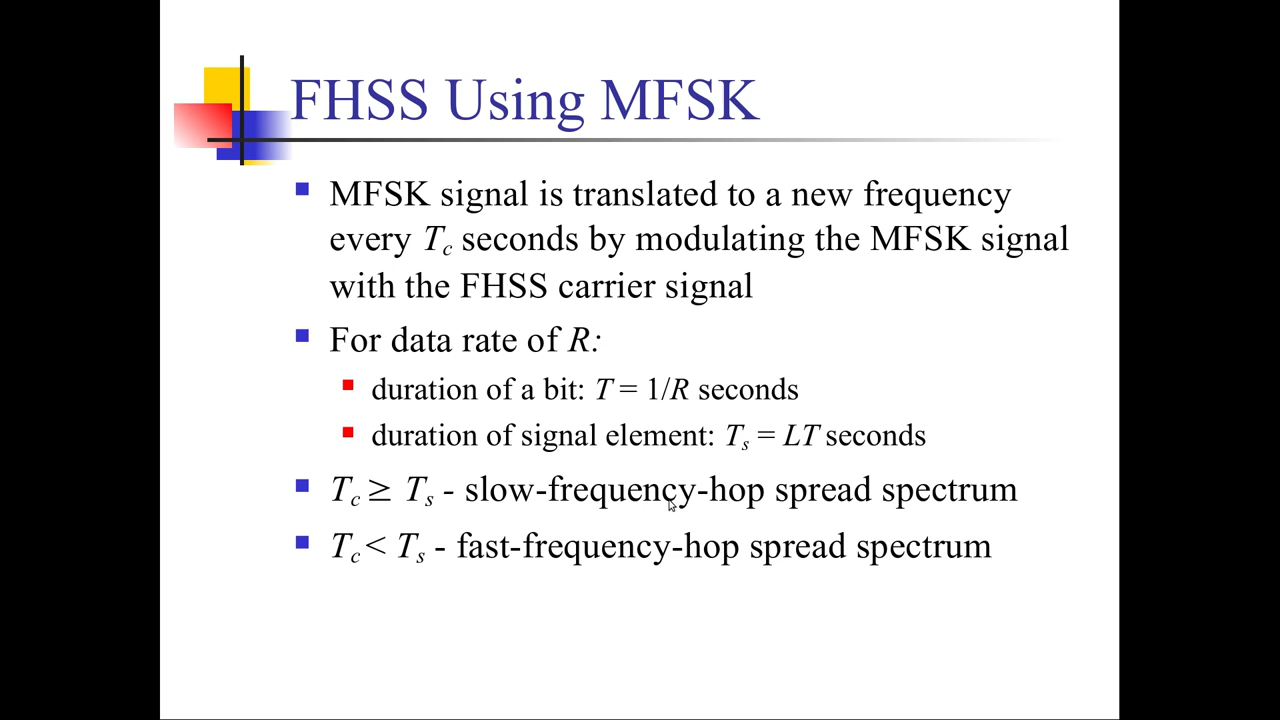 FHSS Using MFSK
MFSK signal is translated to a new frequency
every Tc seconds by modulating the MFSK signal
with the FHSS carrier signal
For data rate of R:
duration of a bit: T = 1/R seconds
duration of signal element: Ts = LT seconds
Tc ≥ Ts - slow-frequency-hop spread spectrum
Tc < Ts - fast-frequency-hop spread spectrum